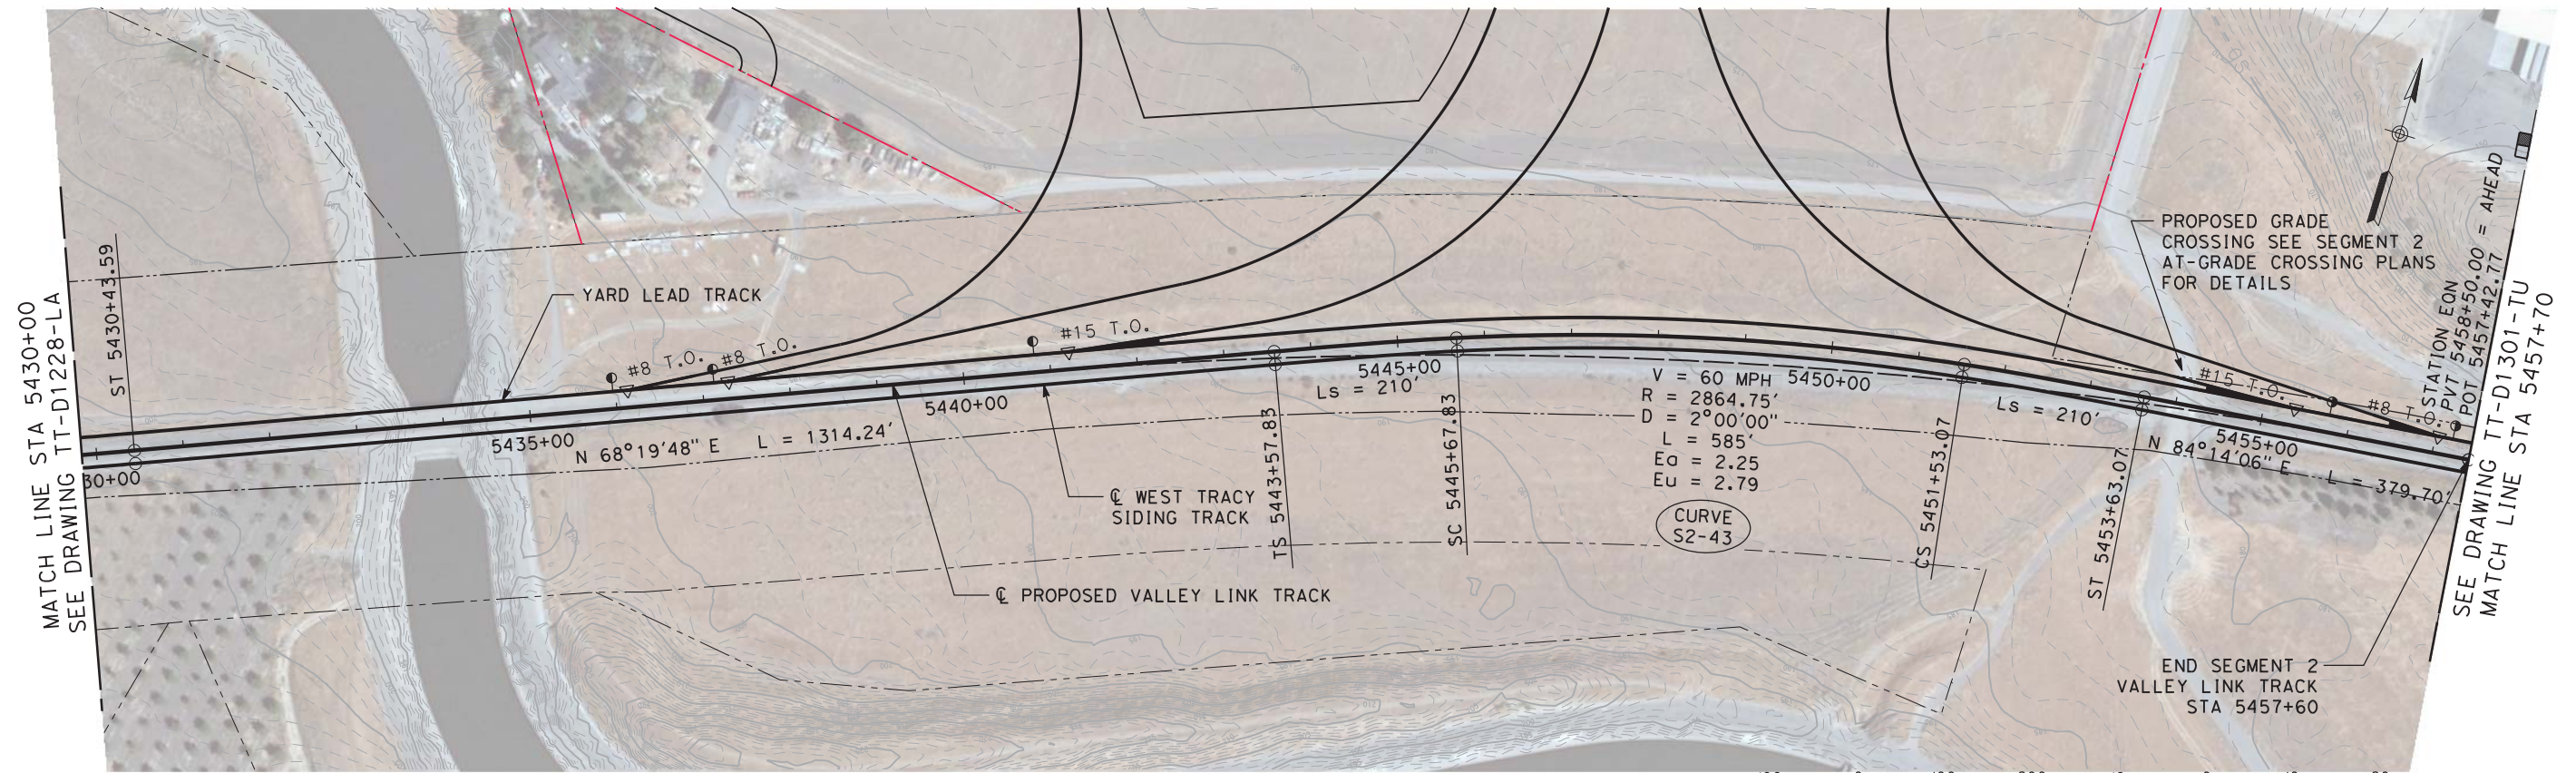 MATCH LINE STA 5430+00
SEE DRAWING TT-D1228-LA
ST 5430+43.59
30+00
YARD LEAD TRACK
#8 T.O.
#8 T.O.
#15 T.O.
5435+00
N 68°19'48" E L = 1314.24'
5440+00
℄ WEST TRACY
SIDING TRACK
℄ PROPOSED VALLEY LINK TRACK
TS 5443+57.83
5445+00
Ls = 210'
SC 5445+67.83
V = 60 MPH
R = 2864.75'
D = 2°00'00"
L = 585'
Ea = 2.25
Eu = 2.79
CURVE
S2-43
5450+00
CS 5451+53.07
Ls = 210'
ST 5453+63.07
PROPOSED GRADE
CROSSING SEE SEGMENT 2
AT-GRADE CROSSING PLANS
FOR DETAILS
#15 T.O.
#8 T.O.
5455+00
N 84°14'06" E L = 379.70'
STATION EQN
PVT 5458+50.00 = AHEAD
POT 5457+42.77
END SEGMENT 2
VALLEY LINK TRACK
STA 5457+60
SEE DRAWING TT-D1301-TU
MATCH LINE STA 5457+70